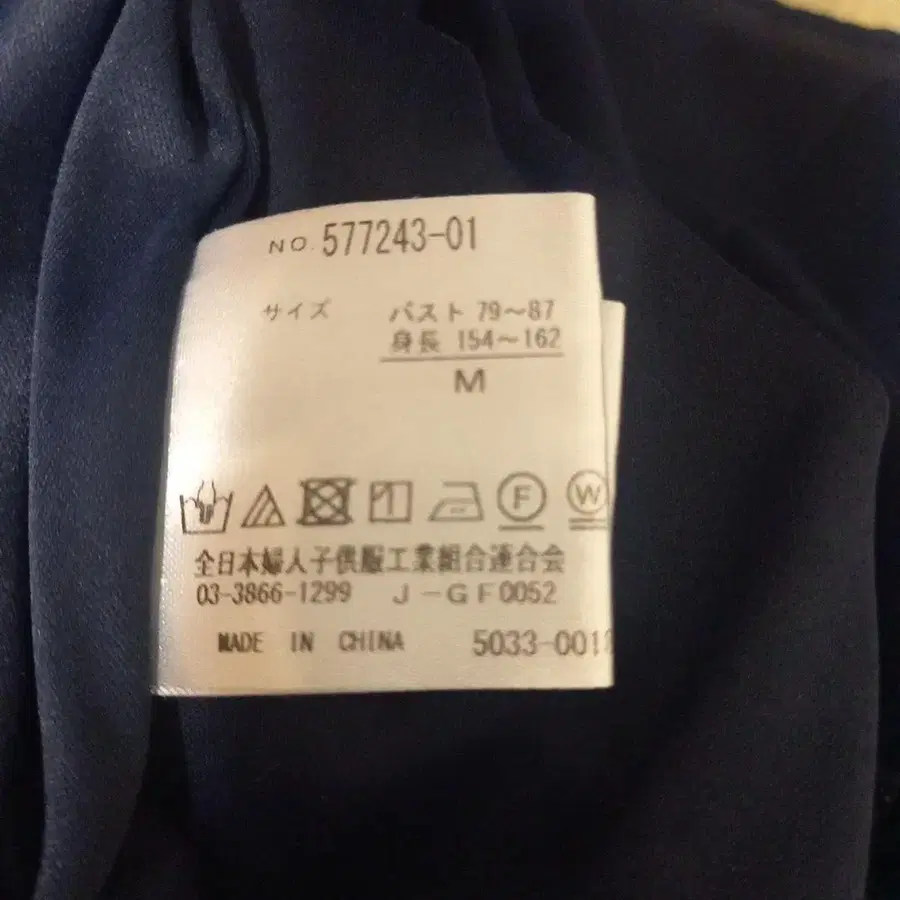 NO. 577243-01
サイズ バスト 79〜87
身長 154〜162
M
F W
全日本婦人子供服工業組合連合会
03-3866-1299 J-GF0052
MADE IN CHINA